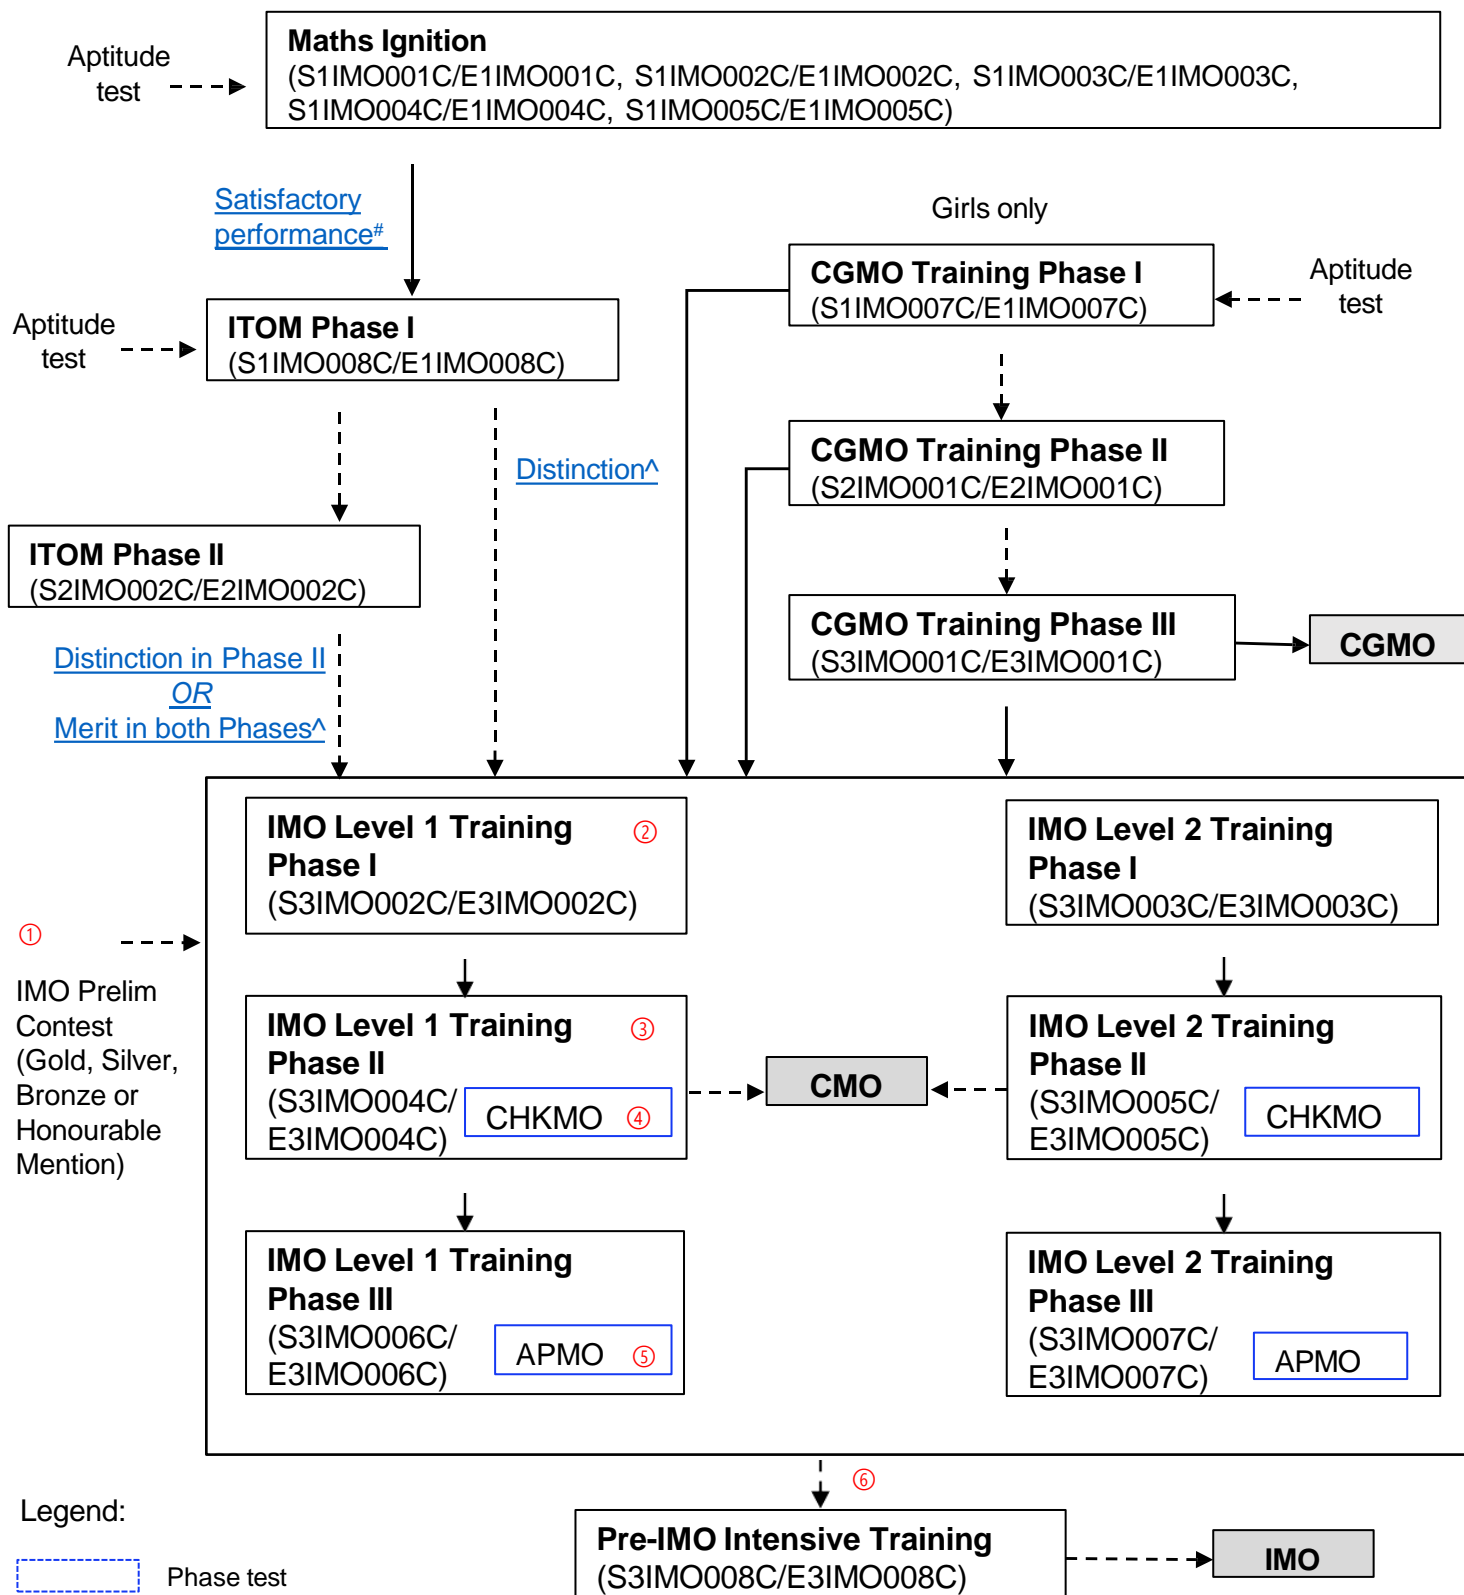 Maths Ignition
(S1IMO001C/E1IMO001C, S1IMO002C/E1IMO002C, S1IMO003C/E1IMO003C,
S1IMO004C/E1IMO004C, S1IMO005C/E1IMO005C)
Aptitude
test
Satisfactory
performance#
Girls only
CGMO Training Phase I
(S1IMO007C/E1IMO007C)
Aptitude
test
Aptitude
test
ITOM Phase I
(S1IMO008C/E1IMO008C)
Distinction^
CGMO Training Phase II
(S2IMO001C/E2IMO001C)
ITOM Phase II
(S2IMO002C/E2IMO002C)
CGMO Training Phase III
(S3IMO001C/E3IMO001C)
CGMO
Distinction in Phase II
OR
Merit in both Phases^
IMO Level 1 Training ②
Phase I
(S3IMO002C/E3IMO002C)
IMO Level 2 Training
Phase I
(S3IMO003C/E3IMO003C)
①
IMO Prelim
Contest
(Gold, Silver,
Bronze or
Honourable
Mention)
IMO Level 1 Training ③
Phase II
(S3IMO004C/
E3IMO004C)
CHKMO ④
CMO
IMO Level 2 Training
Phase II
(S3IMO005C/
E3IMO005C)
CHKMO
IMO Level 1 Training
Phase III
(S3IMO006C/
E3IMO006C)
APMO ⑤
IMO Level 2 Training
Phase III
(S3IMO007C/
E3IMO007C)
APMO
⑥
Pre-IMO Intensive Training
(S3IMO008C/E3IMO008C)
IMO
Legend:
Phase test